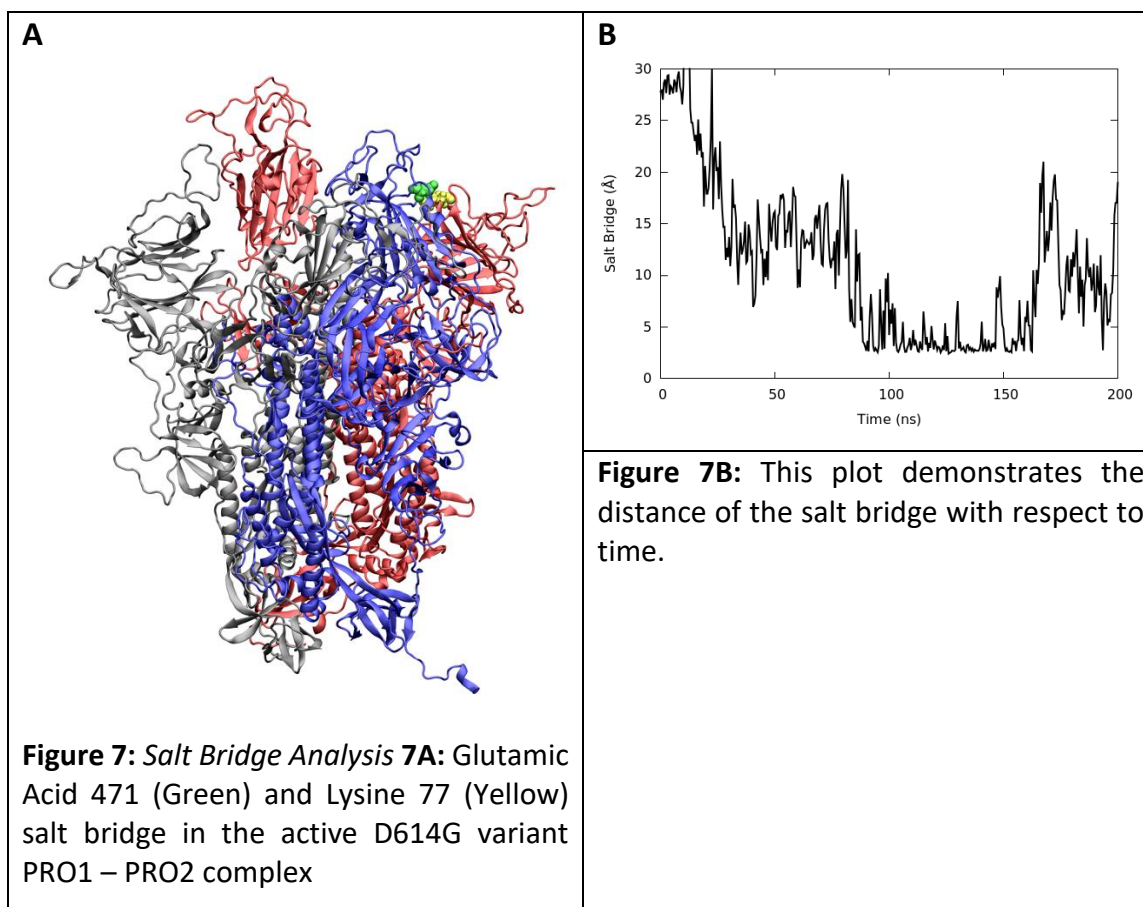 A
Figure 7: Salt Bridge Analysis 7A: Glutamic
Acid 471 (Green) and Lysine 77 (Yellow)
salt bridge in the active D614G variant
PRO1 – PRO2 complex
B
30
25
20
15
10
5
0
Salt Bridge (Å)
0 50 100 150 200
Time (ns)
Figure 7B: This plot demonstrates the
distance of the salt bridge with respect to
time.